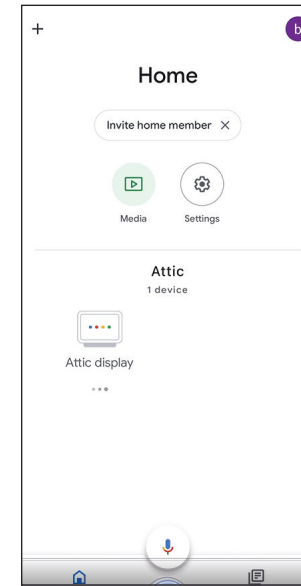 +
b
Home
Invite home member ×
Media Settings
Attic
1 device
Attic display